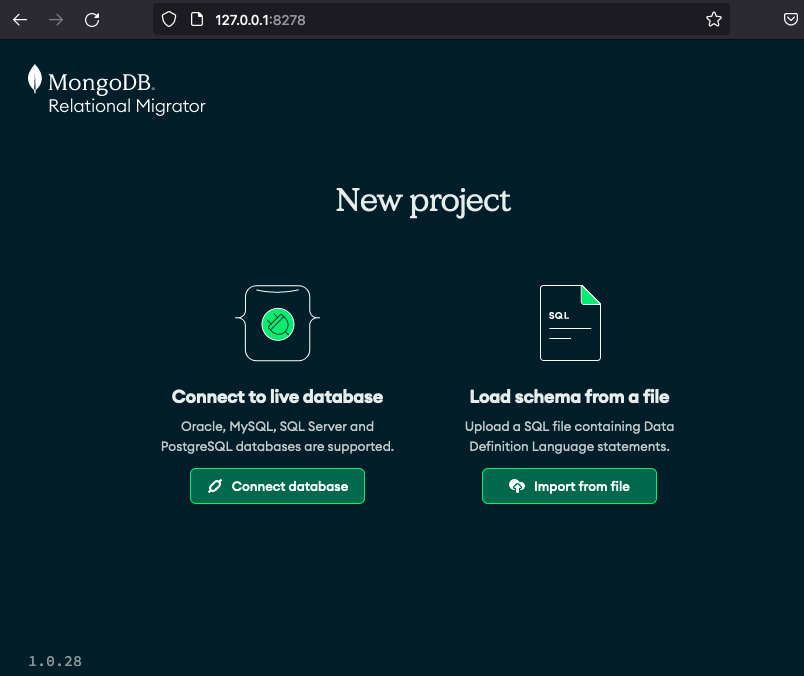 127.0.0.1:8278
MongoDB.
Relational Migrator
New project
SQL
Connect to live database
Oracle, MySQL, SQL Server and
PostgreSQL databases are supported.
Connect database
Load schema from a file
Upload a SQL file containing Data
Definition Language statements.
Import from file
1.0.28